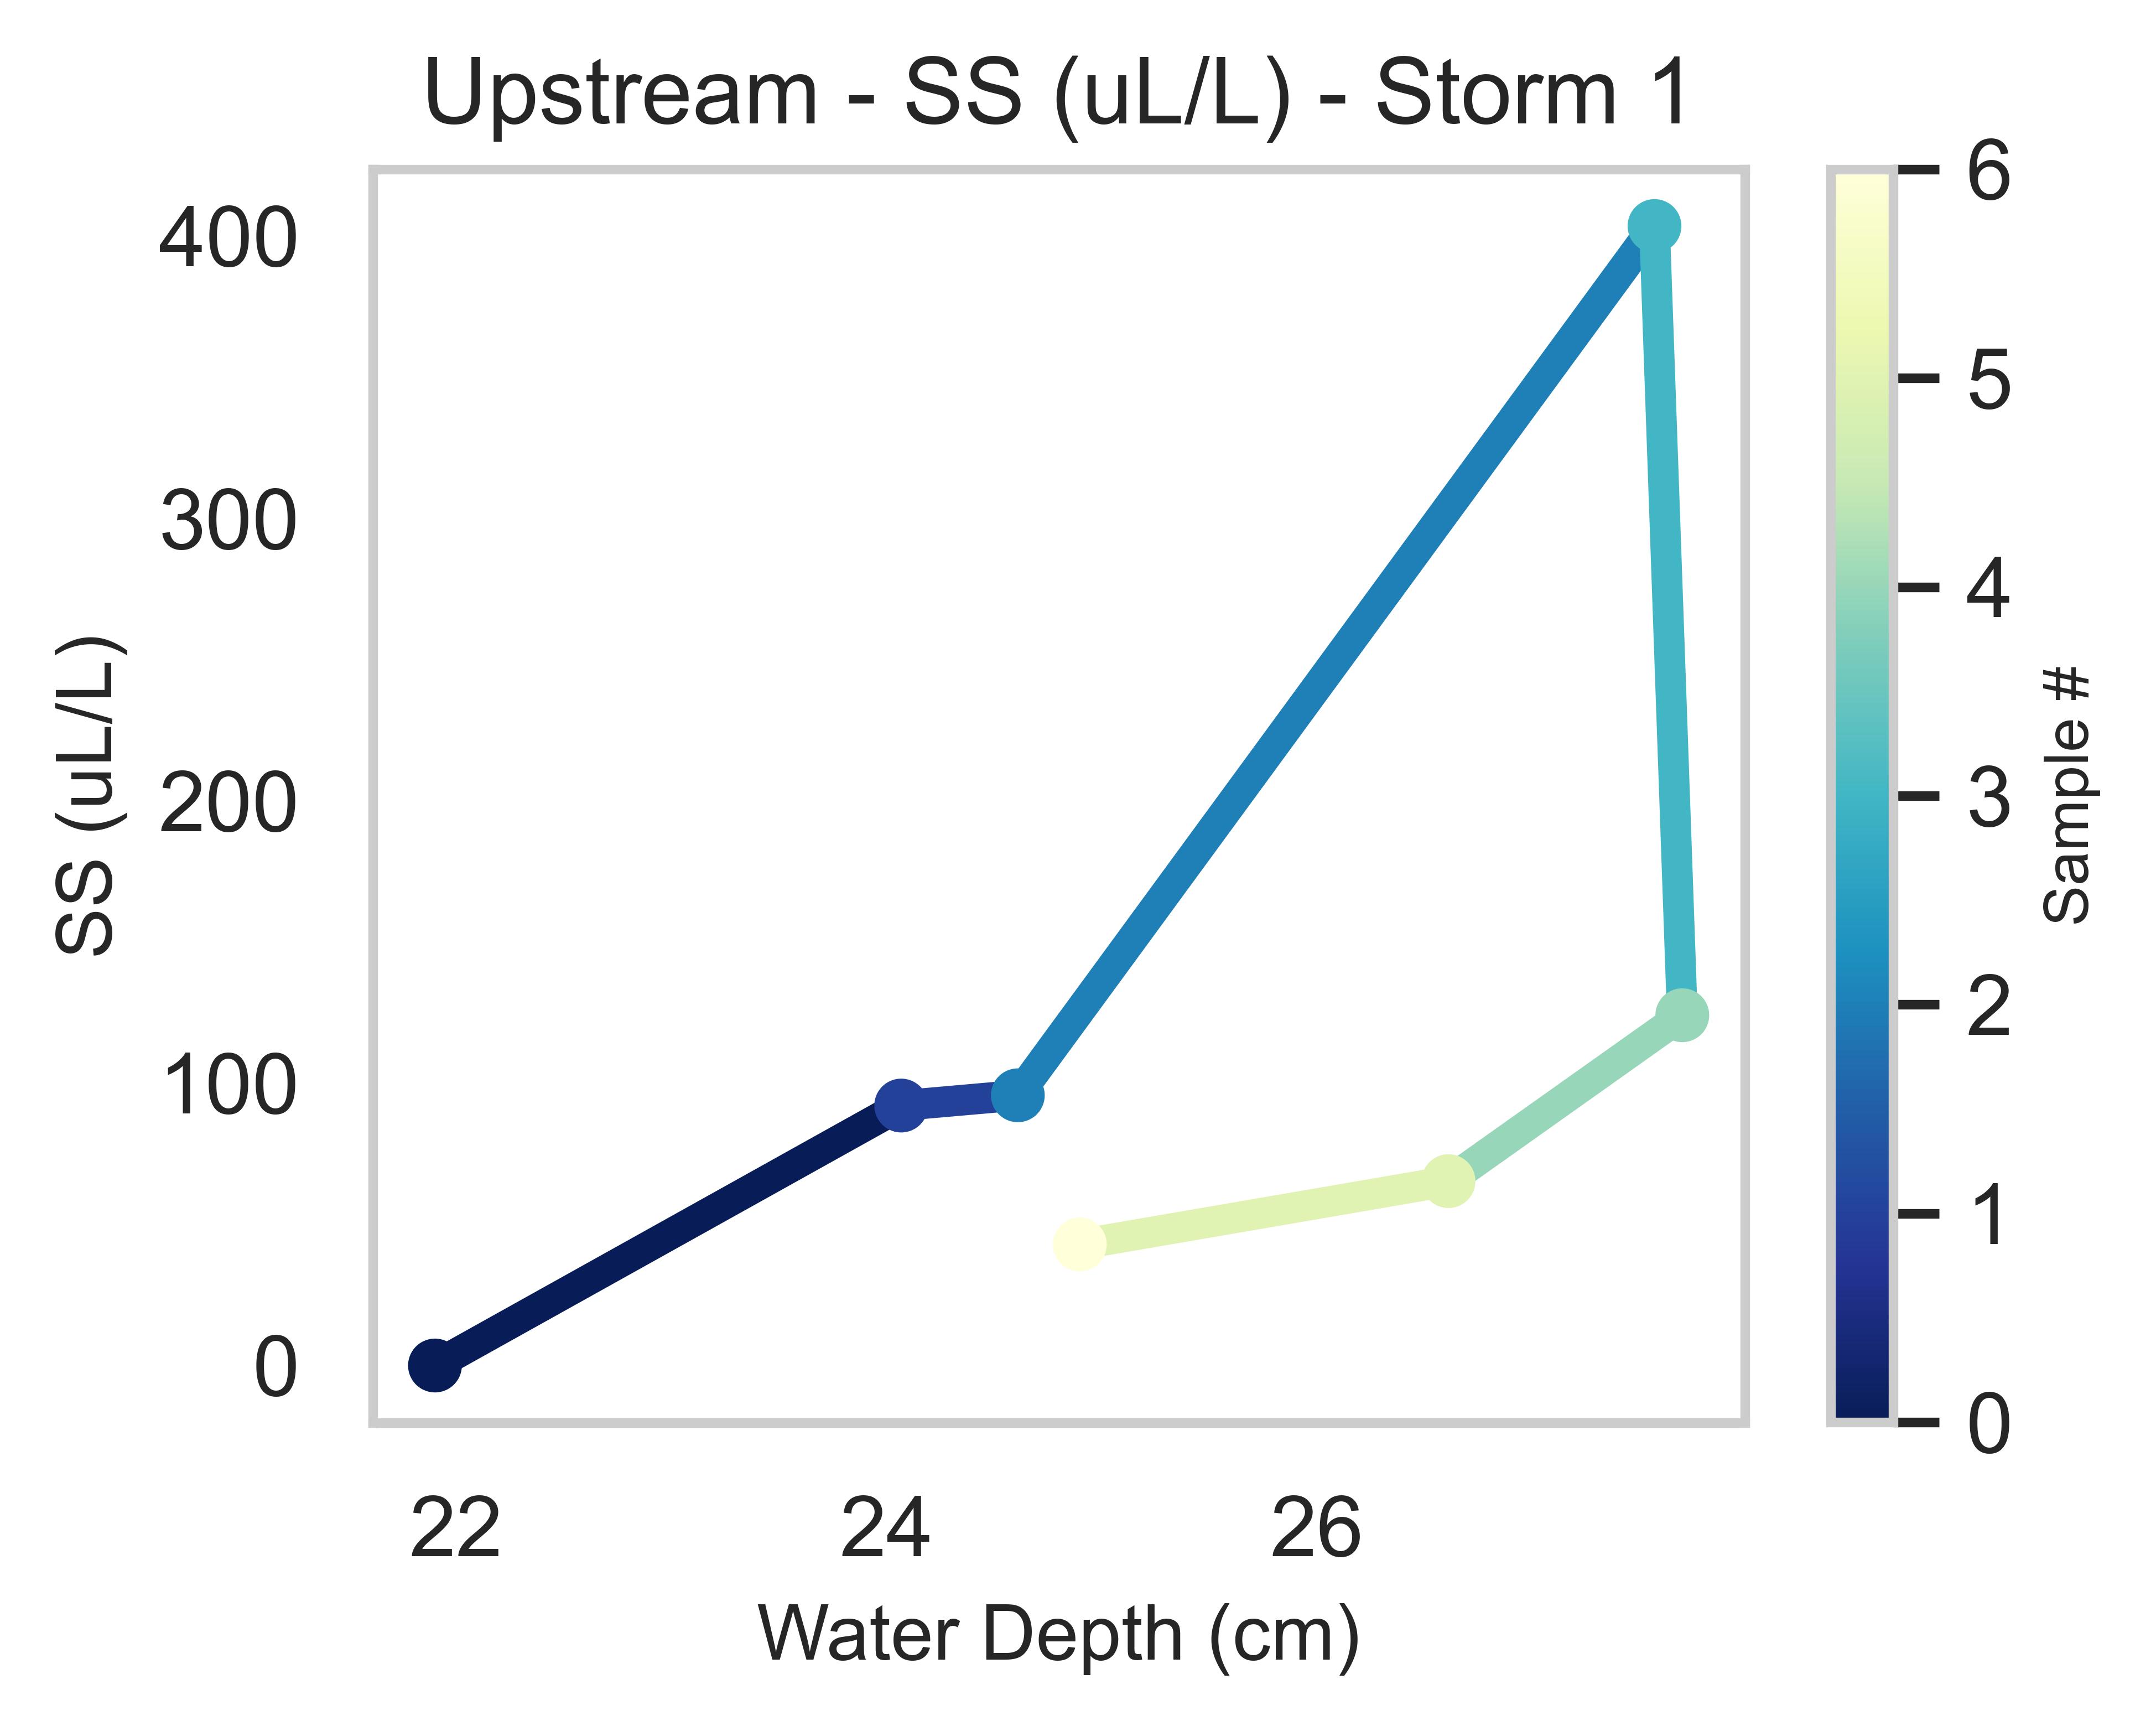 Upstream - SS (uL/L) - Storm 1
400
300
200
100
0
SS (uL/L)
22 24 26
Water Depth (cm)
6
5
4
3
2
1
0
Sample #